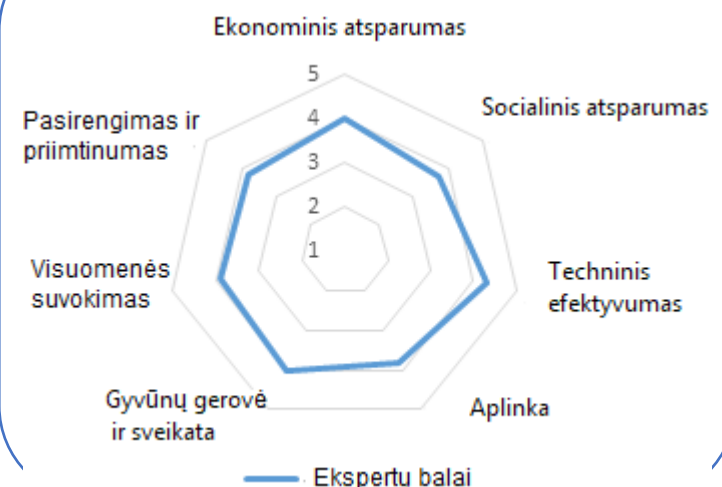 Ekonominis atsparumas
5
Socialinis atsparumas
4
Pasirengimas ir
priimtinumas
3
2
1
Visuomenės
suvokimas
Techninis
efektyvumas
Gyvūnų gerovė
ir sveikata
Aplinka
Ekspertu balai